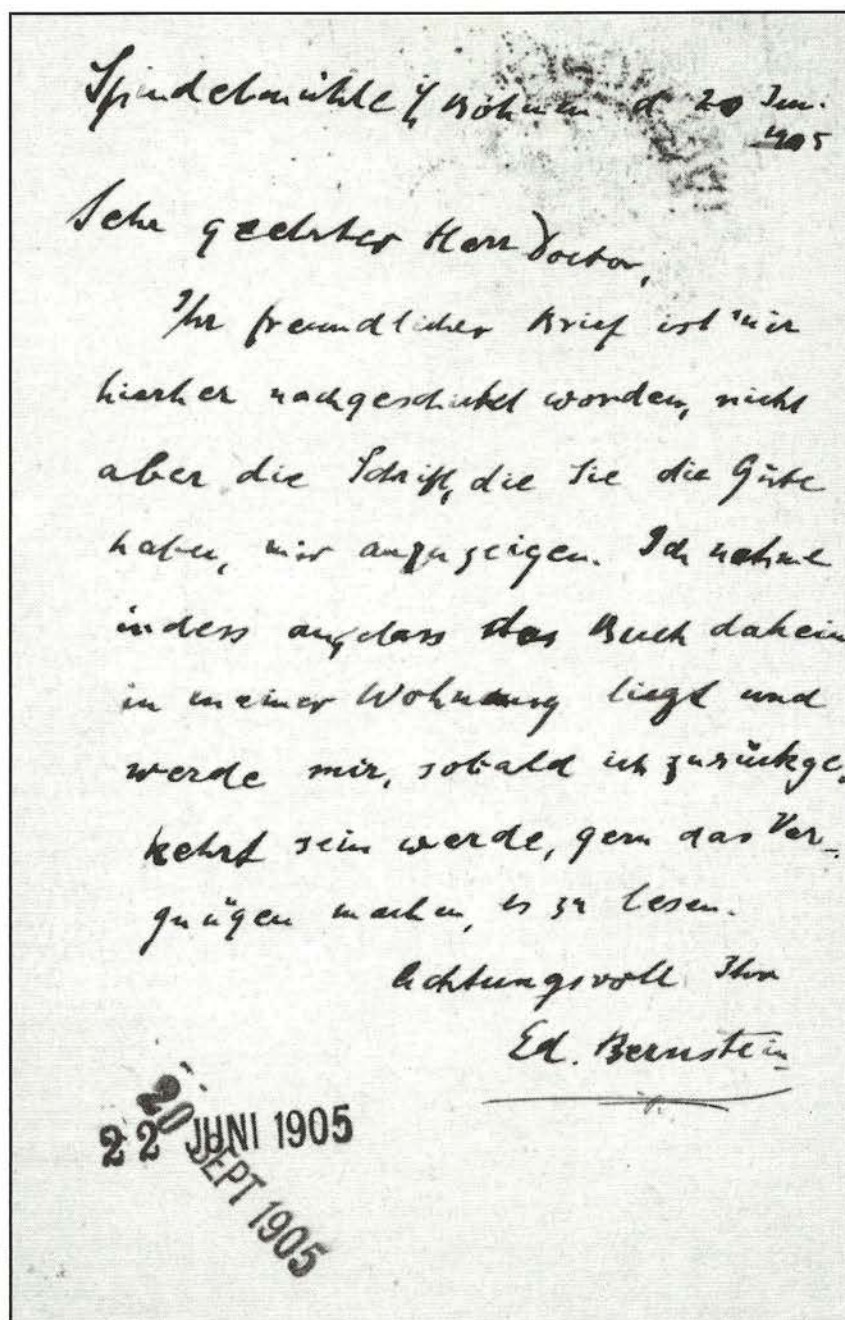 Spindelmühle i/ Böhmen d 20 Jun.
1905
Sehr geehrter Herr Doctor,
Ihr freundlicher Brief ist mir
hierher nachgeschickt worden, nicht
aber die Schrift, die Sie die Güte
haben, mir anzuzeigen. Ich nehme
indess an, dass das Buch daheim
in meiner Wohnung liegt und
werde mir, sobald ich zurückge-
kehrt sein werde, gern das Ver-
gnügen machen, es zu lesen.
Achtungsvoll Ihr
Ed. Bernstein
22 JUNI 1905
20 SEPT 1905